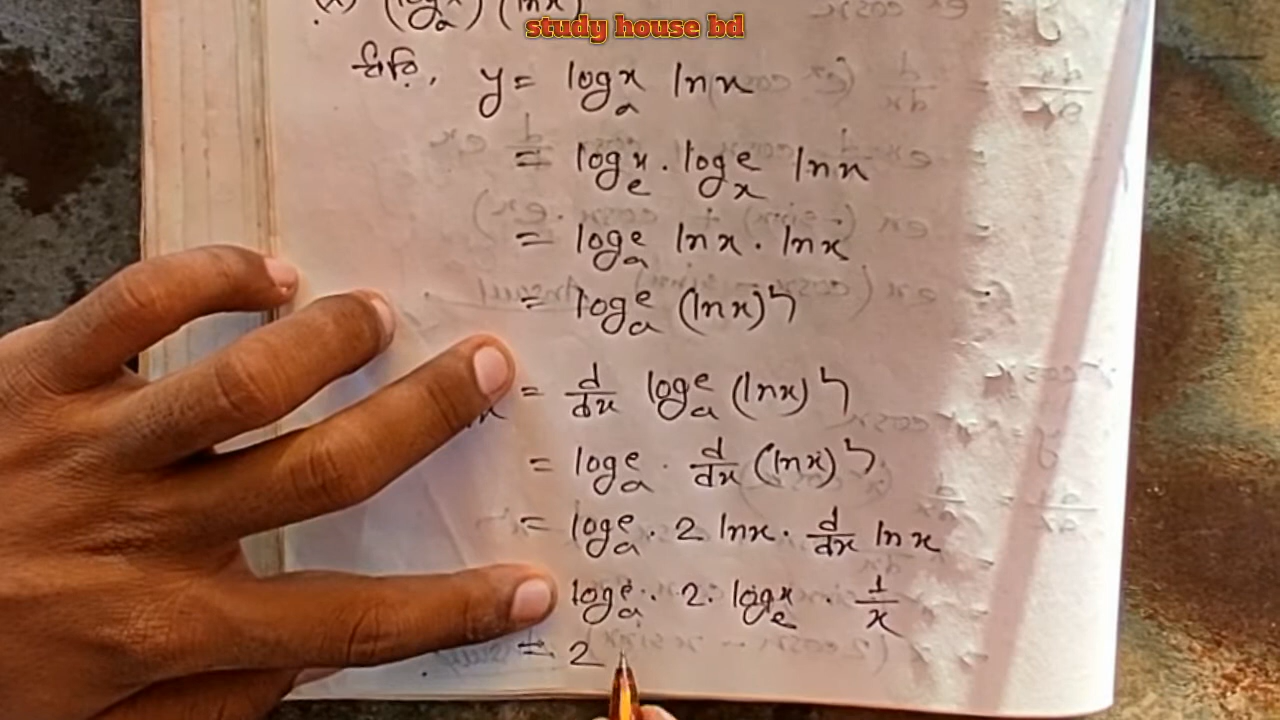 study house bd
ধরি, y = logₐx ln x
= logₑx . logₓe ln x
= logₐe ln x . ln x
= logₐe (ln x)²
= d/dx logₐe (ln x)²
= logₐe . d/dx (ln x)²
= logₐe . 2 ln x . d/dx ln x
logₐe . 2 . logₑx . 1/x
= 2